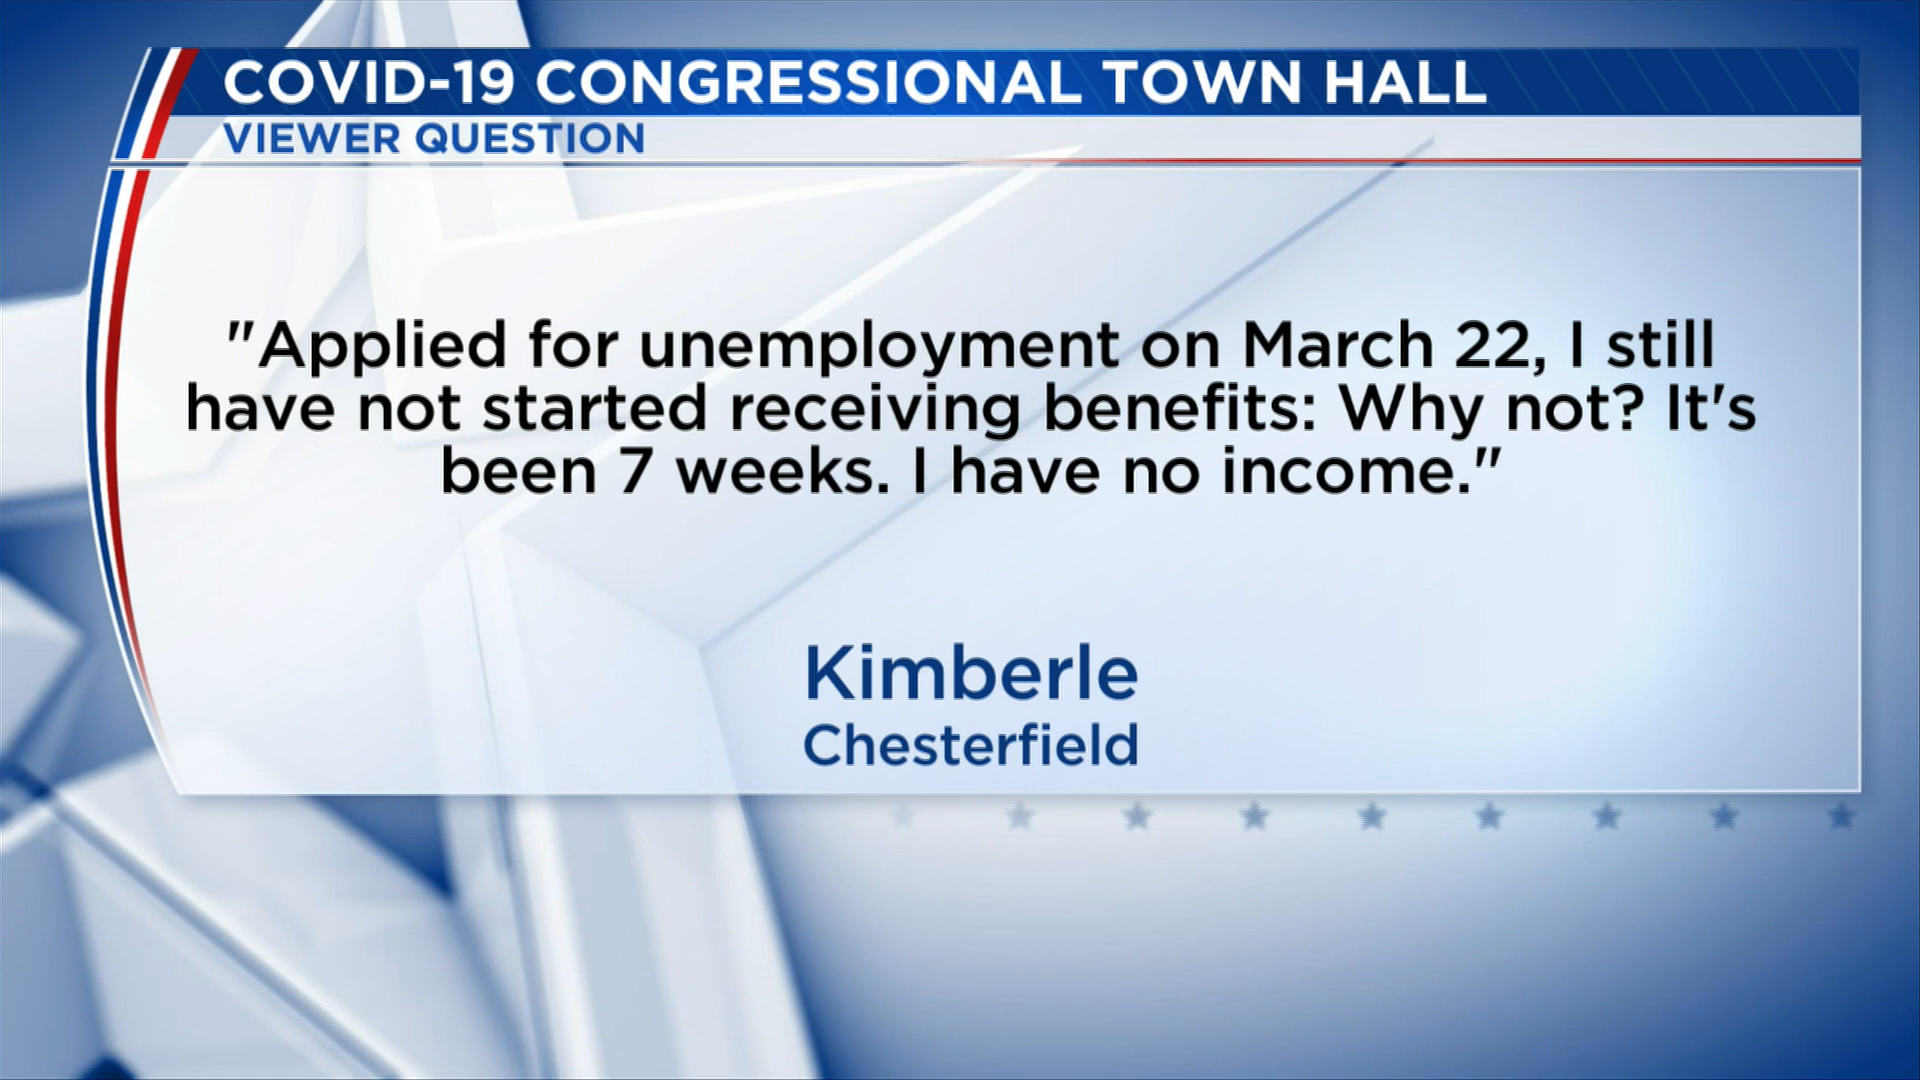 COVID-19 CONGRESSIONAL TOWN HALL
VIEWER QUESTION
"Applied for unemployment on March 22, I still
have not started receiving benefits: Why not? It's
been 7 weeks. I have no income."
Kimberle
Chesterfield